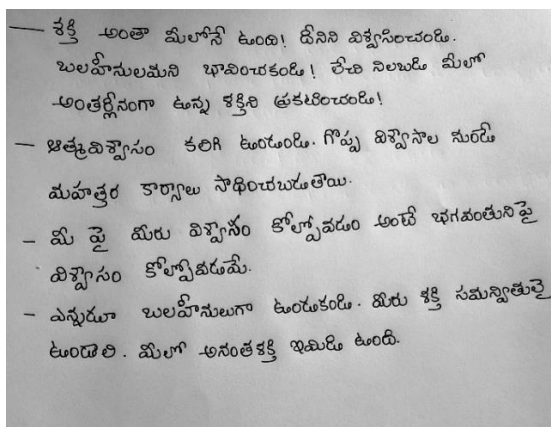 — శక్తి అంతా మీలోనే ఉంది! దీనిని విశ్వసించండి.
బలహీనులమని భావించకండి! లేచి నిలబడి మీలో
అంతర్లీనంగా ఉన్న శక్తిని ప్రకటించండి!
— ఆత్మవిశ్వాసం కలిగి ఉండండి. గొప్ప విశ్వాసాల నుండే
మహత్తర కార్యాలు సాధించబడుతాయి.
- మీ పై మీరు విశ్వాసం కోల్పోవడం అంటే భగవంతునిపై
విశ్వాసం కోల్పోవడమే.
- ఎన్నడూ బలహీనులుగా ఉండకండి. మీరు శక్తి సమన్వితులై
ఉండాలి. మీలో అనంతశక్తి ఇమిడి ఉంది.